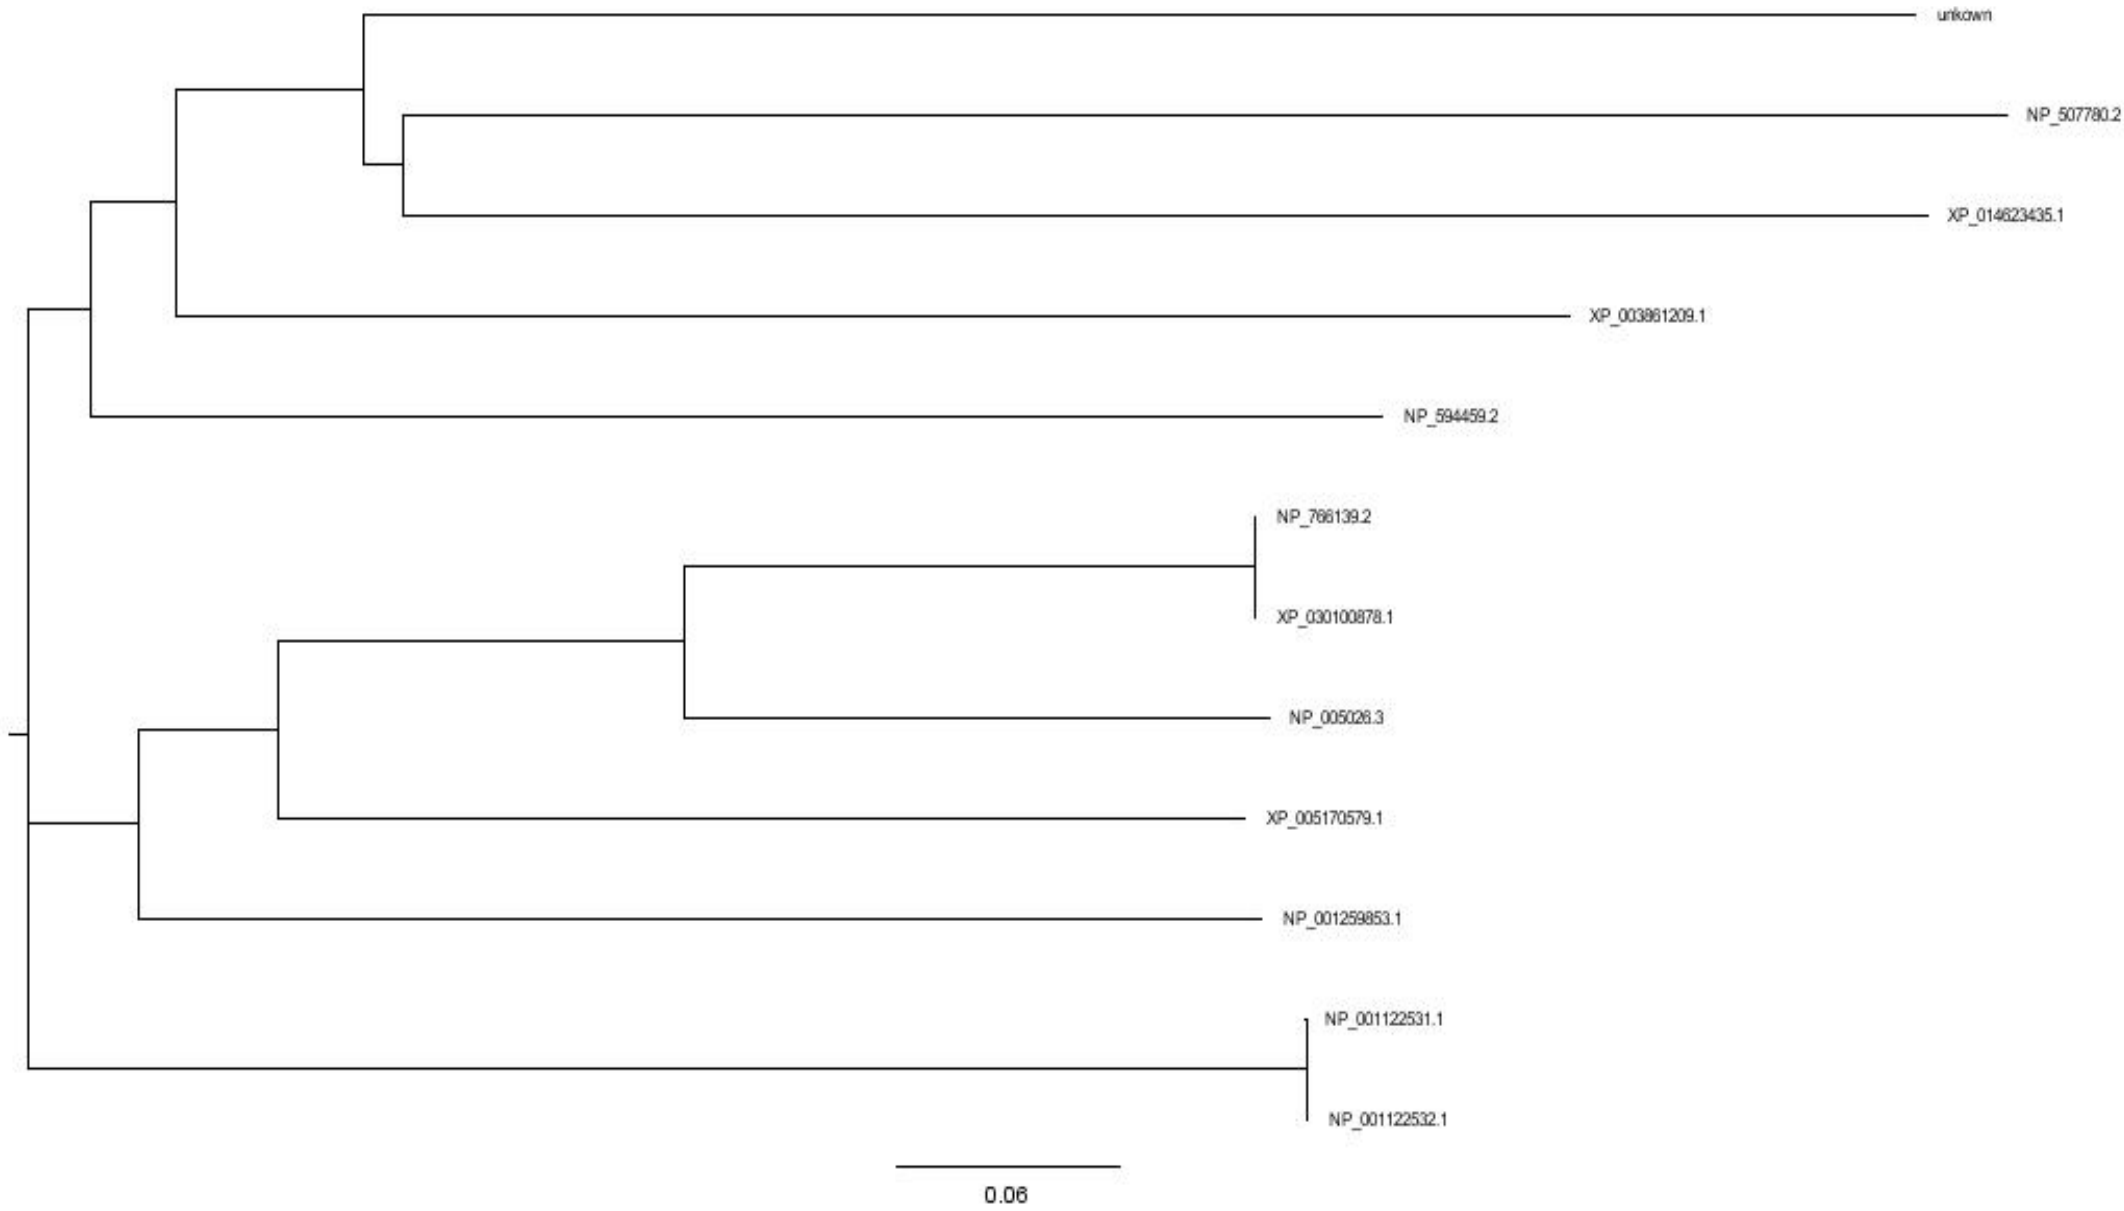 unkown
NP_507780.2
XP_014623435.1
XP_003861209.1
NP_594459.2
NP_766139.2
XP_030100878.1
NP_005026.3
XP_005170579.1
NP_001259853.1
NP_001122531.1
NP_001122532.1
0.06